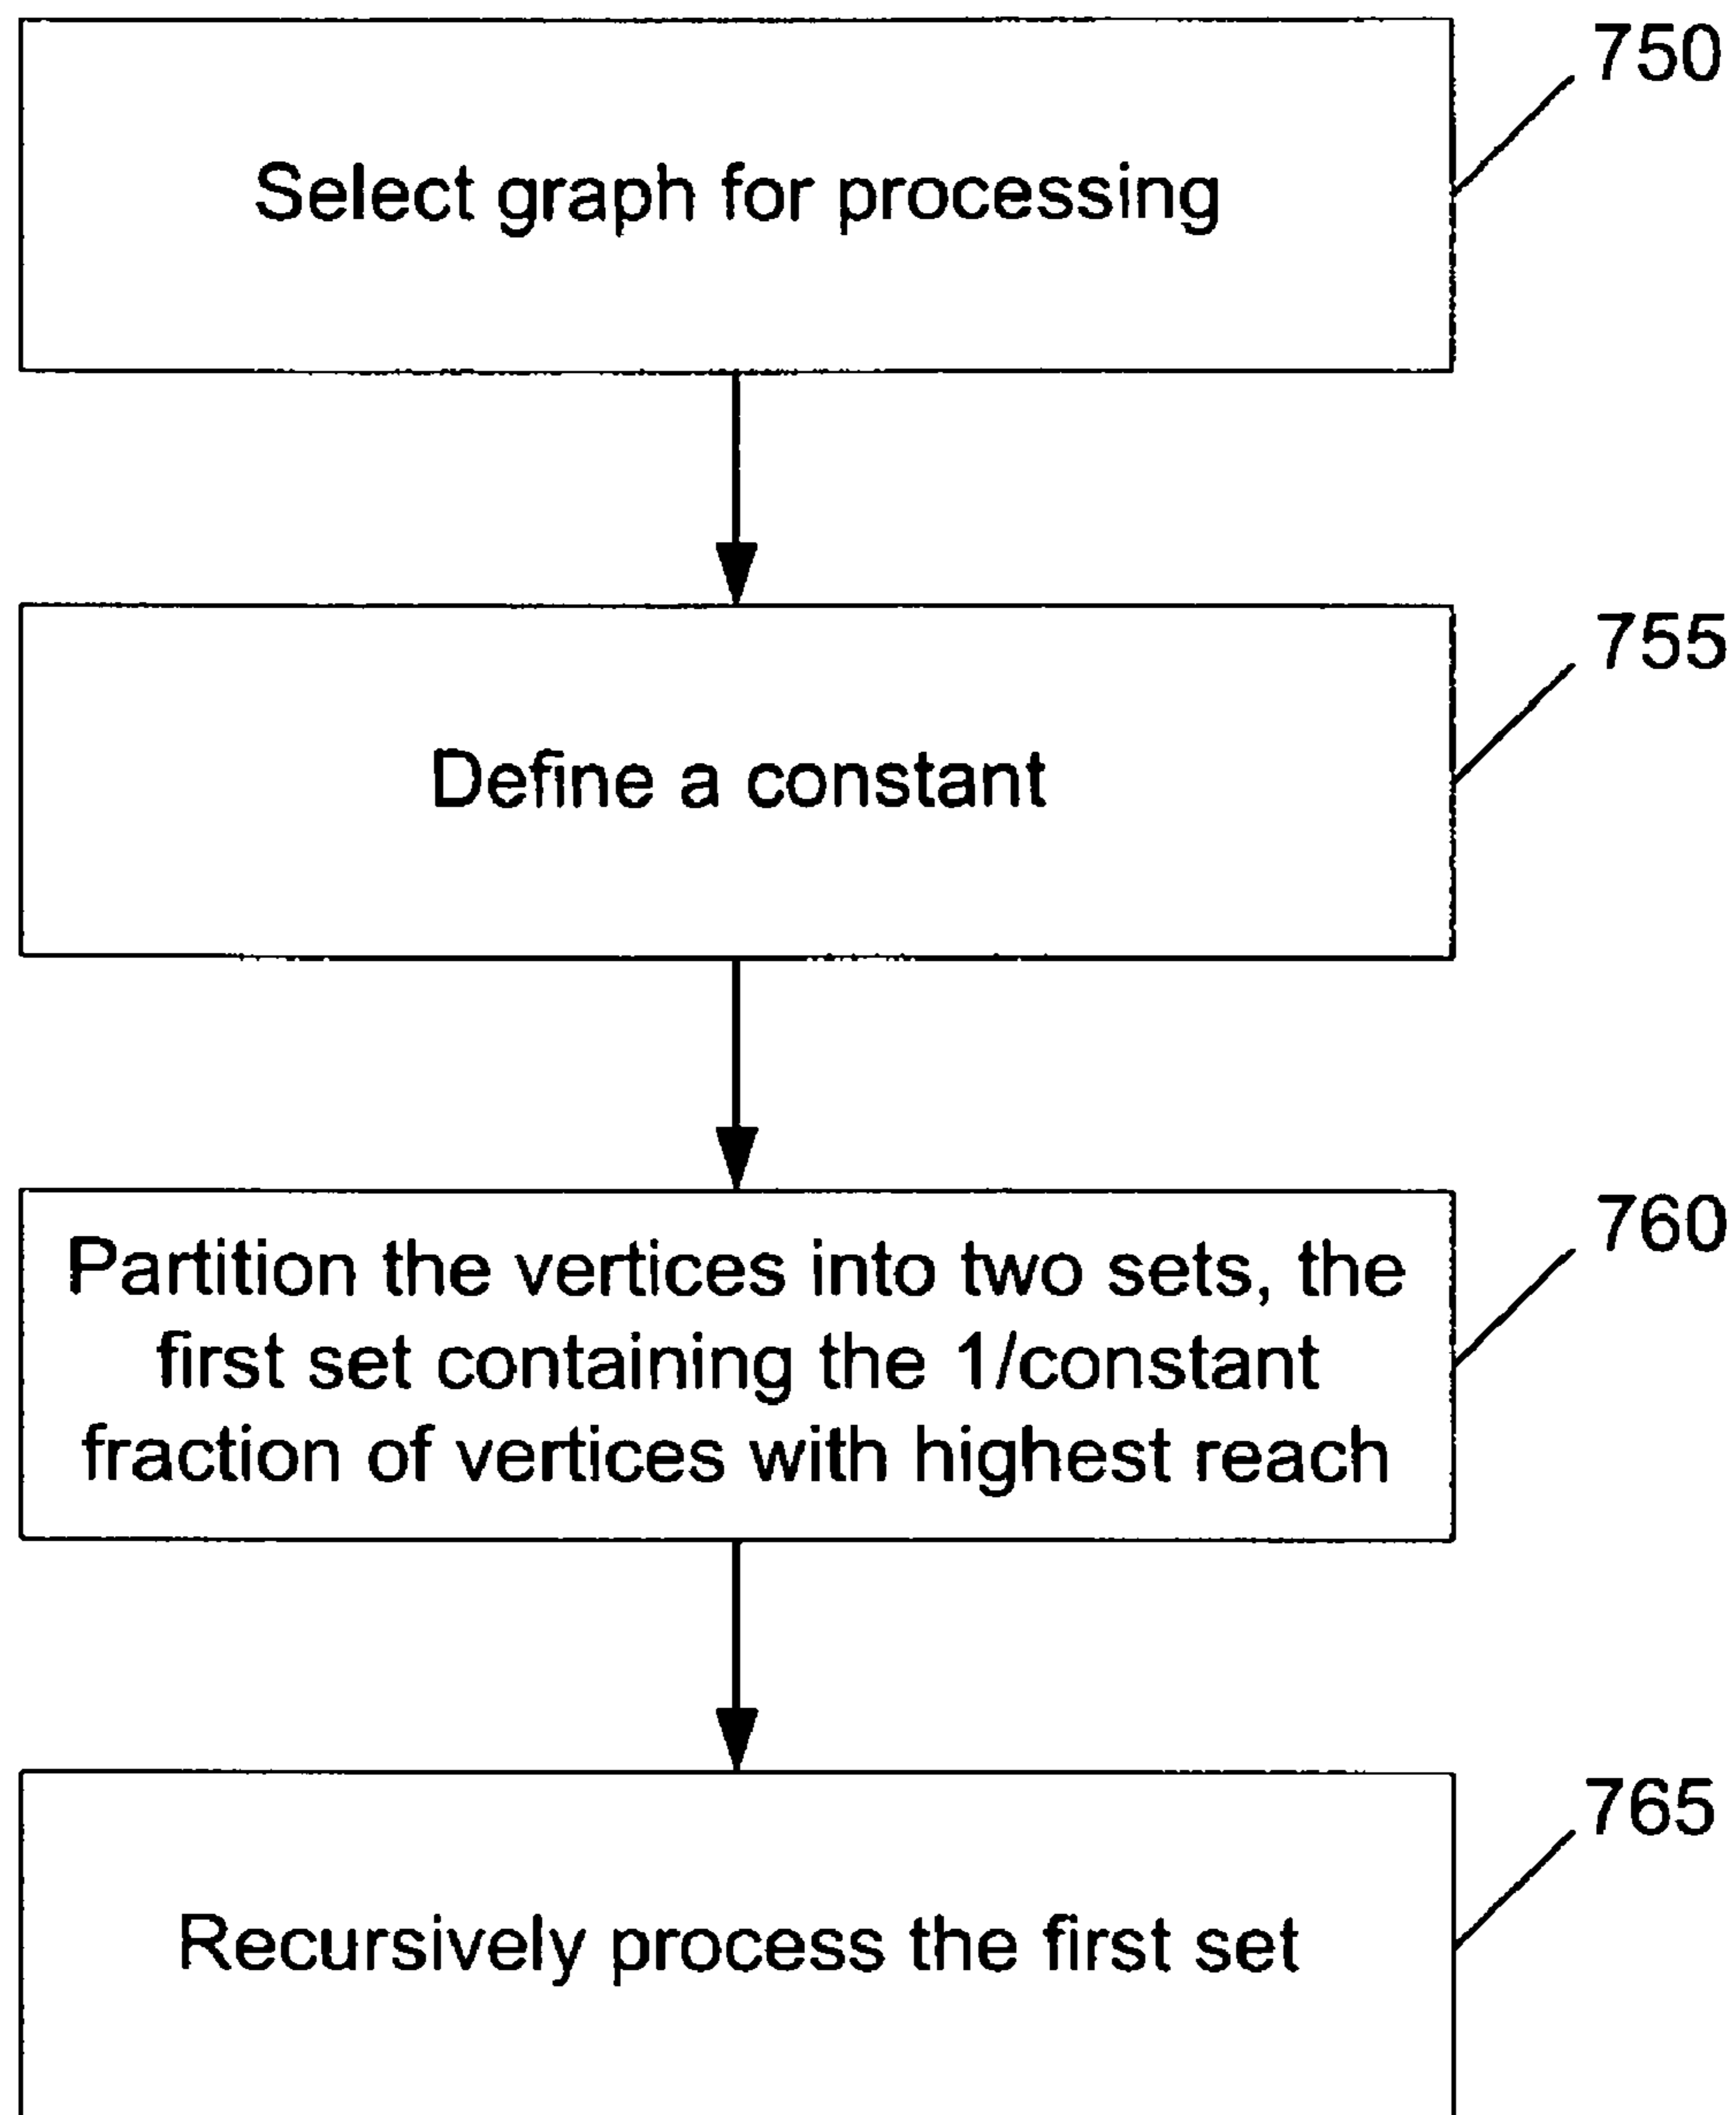 750
Select graph for processing
755
Define a constant
760
Partition the vertices into two sets, the
first set containing the 1/constant
fraction of vertices with highest reach
765
Recursively process the first set